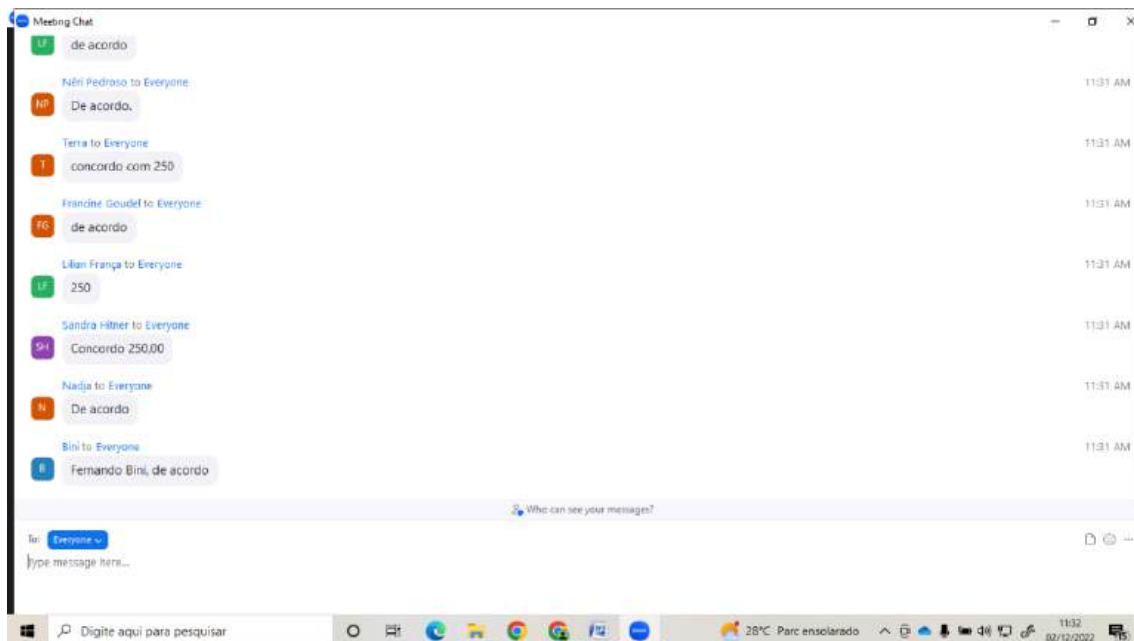 Meeting Chat
LF
de acordo
Néri Pedroso to Everyone
11:31 AM
NP
De acordo.
Terra to Everyone
11:31 AM
T
concordo com 250
Francine Goudel to Everyone
11:31 AM
FG
de acordo
Lilian França to Everyone
11:31 AM
LF
250
Sandra Hitner to Everyone
11:31 AM
SH
Concordo 250,00
Nadja to Everyone
11:31 AM
N
De acordo
Bini to Everyone
11:31 AM
B
Fernando Bini, de acordo
Who can see your messages?
To: Everyone
Type message here...
Digite aqui para pesquisar
28°C Parc ensolarado
11:32
02/12/2022